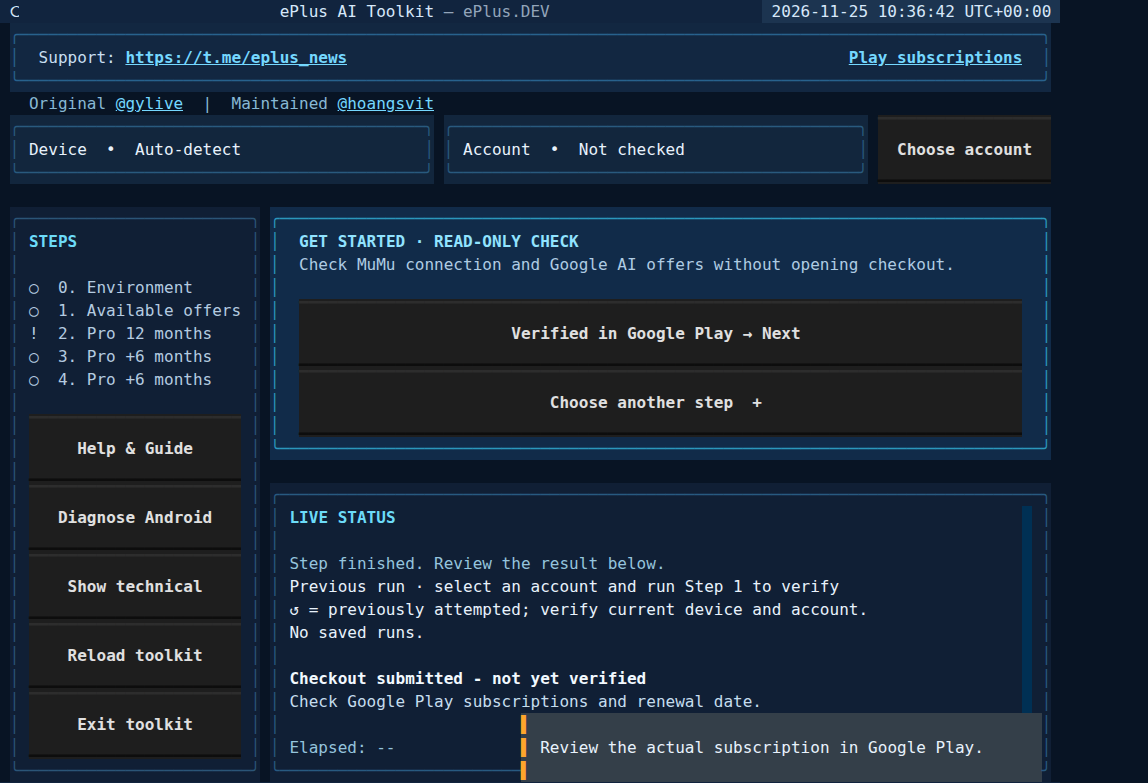 C ePlus AI Toolkit — ePlus.DEV 2026-11-25 10:36:42 UTC+00:00
Support: https://t.me/eplus_news Play subscriptions
Original @gylive | Maintained @hoangsvit
Device • Auto-detect
Account • Not checked
Choose account
STEPS
○ 0. Environment
○ 1. Available offers
! 2. Pro 12 months
○ 3. Pro +6 months
○ 4. Pro +6 months
Help & Guide
Diagnose Android
Show technical
Reload toolkit
Exit toolkit
GET STARTED · READ-ONLY CHECK
Check MuMu connection and Google AI offers without opening checkout.
Verified in Google Play → Next
Choose another step +
LIVE STATUS
Step finished. Review the result below.
Previous run · select an account and run Step 1 to verify
↺ = previously attempted; verify current device and account.
No saved runs.
Checkout submitted - not yet verified
Check Google Play subscriptions and renewal date.
Elapsed: --
Review the actual subscription in Google Play.